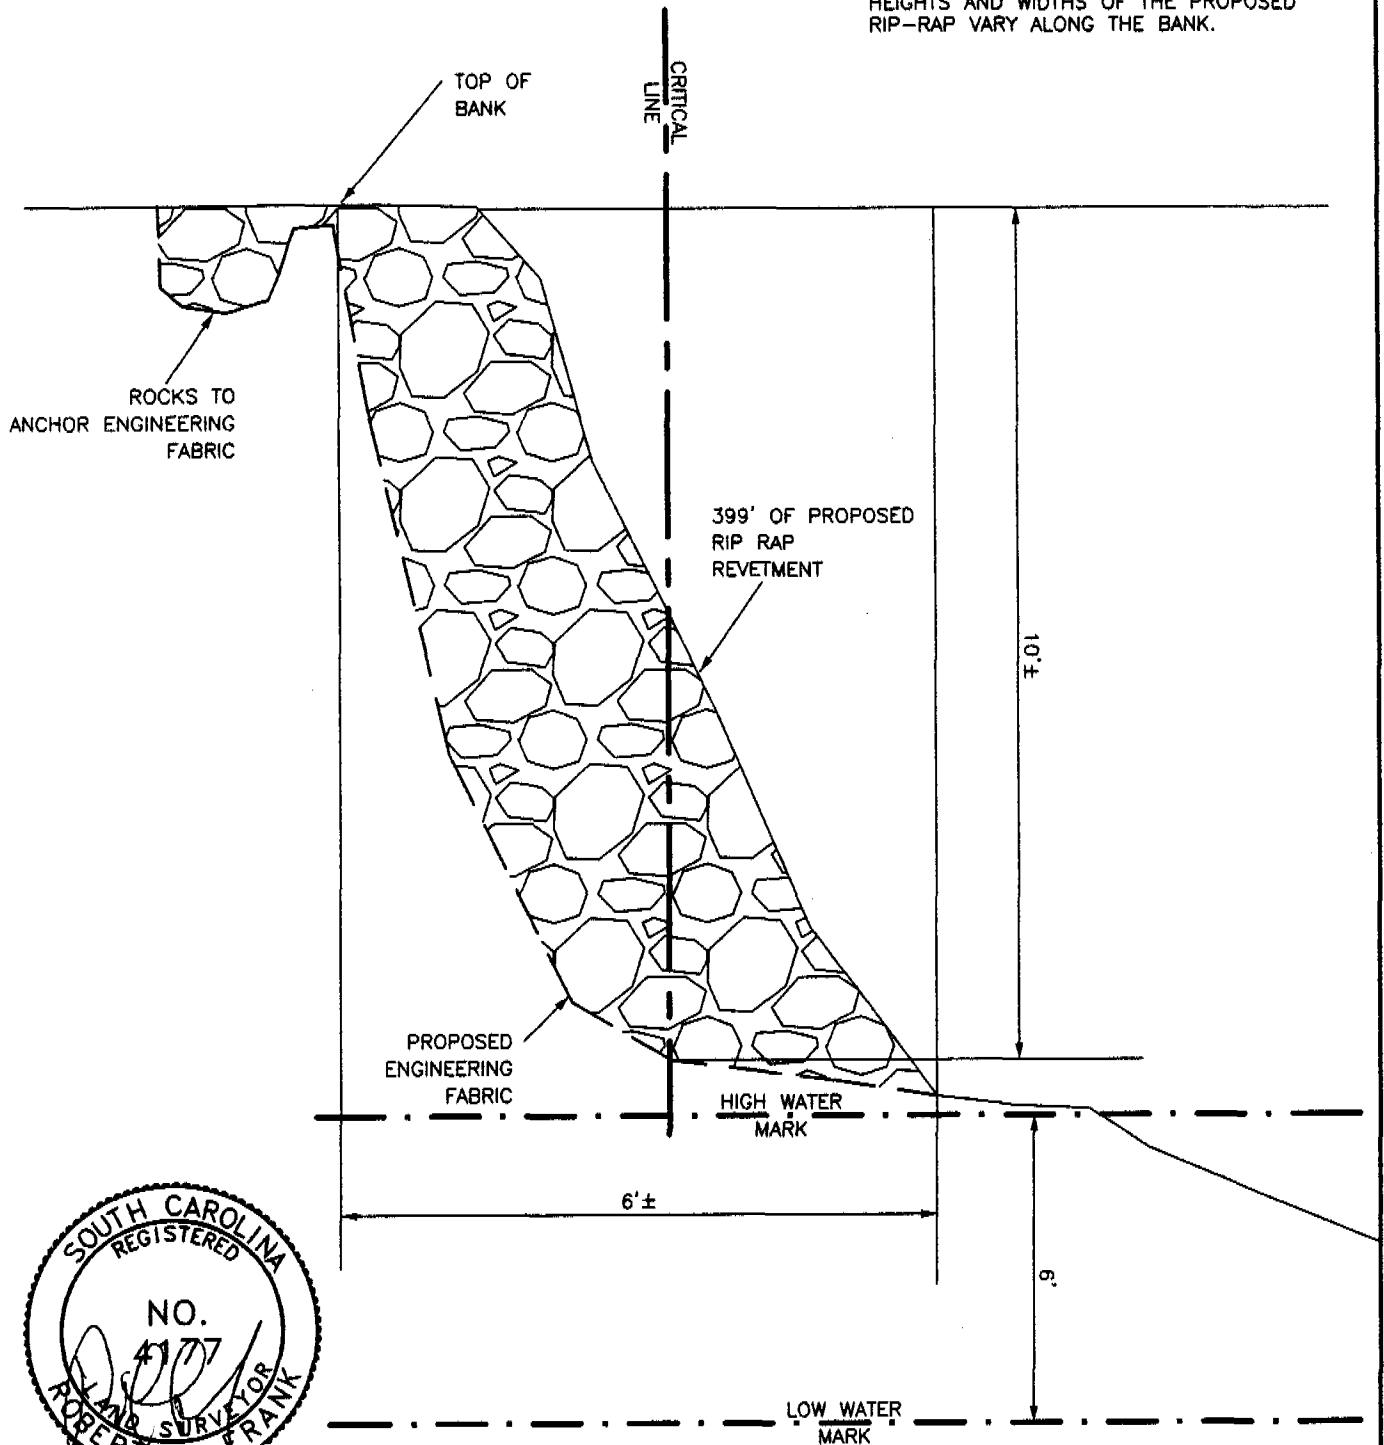 HEIGHTS AND WIDTHS OF THE PROPOSED
RIP-RAP VARY ALONG THE BANK.
TOP OF
BANK
CRITICAL
LINE
ROCKS TO
ANCHOR ENGINEERING
FABRIC
399' OF PROPOSED
RIP RAP
REVETMENT
10'±
PROPOSED
ENGINEERING
FABRIC
HIGH WATER
MARK
6'±
6'
LOW WATER
MARK
SOUTH CAROLINA
REGISTERED
NO.
4177
LAND SURVEYOR
FRANK